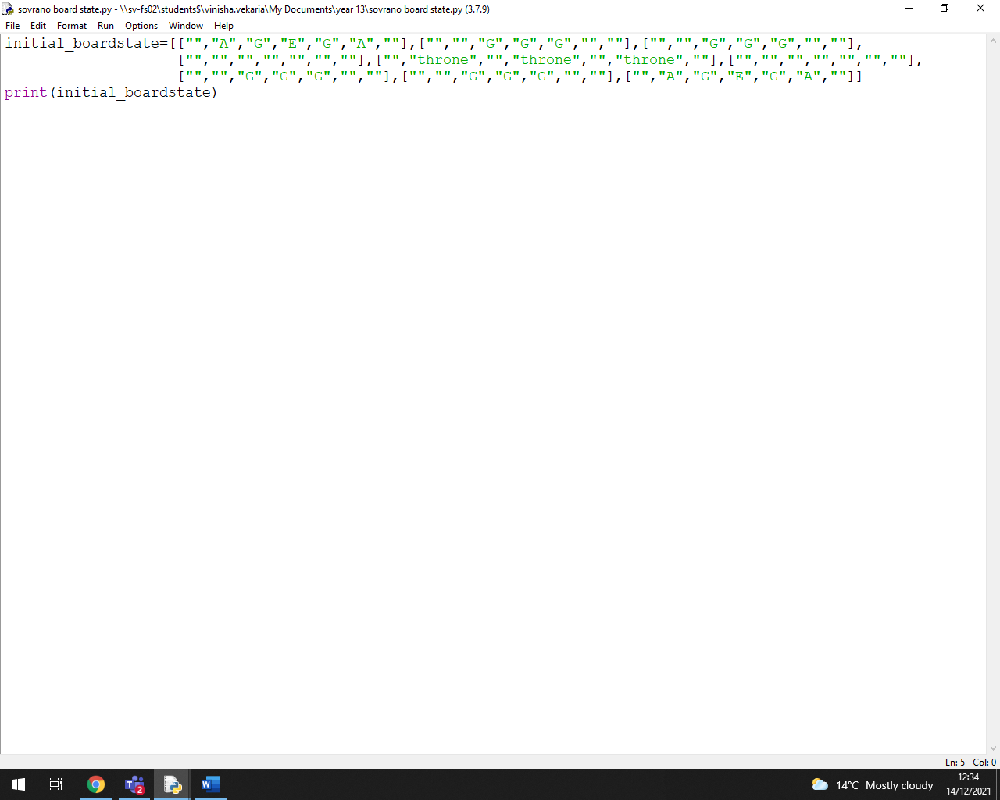 sovrano board state.py - \\sv-fs02\students$\vinisha.vekaria\My Documents\year 13\sovrano board state.py (3.7.9)
File Edit Format Run Options Window Help
initial_boardstate=[["","A","G","E","G","A",""],["","","G","G","G","",""],["","","G","G","G","",""],
["","","","","","",""],["","throne","","throne","","throne",""],["","","","","","",""],
["","","G","G","G","",""],["","","G","G","G","",""],["","A","G","E","G","A",""]]
print(initial_boardstate)
Ln: 5 Col: 0
T 2 W 14°C Mostly cloudy 12:34
14/12/2021